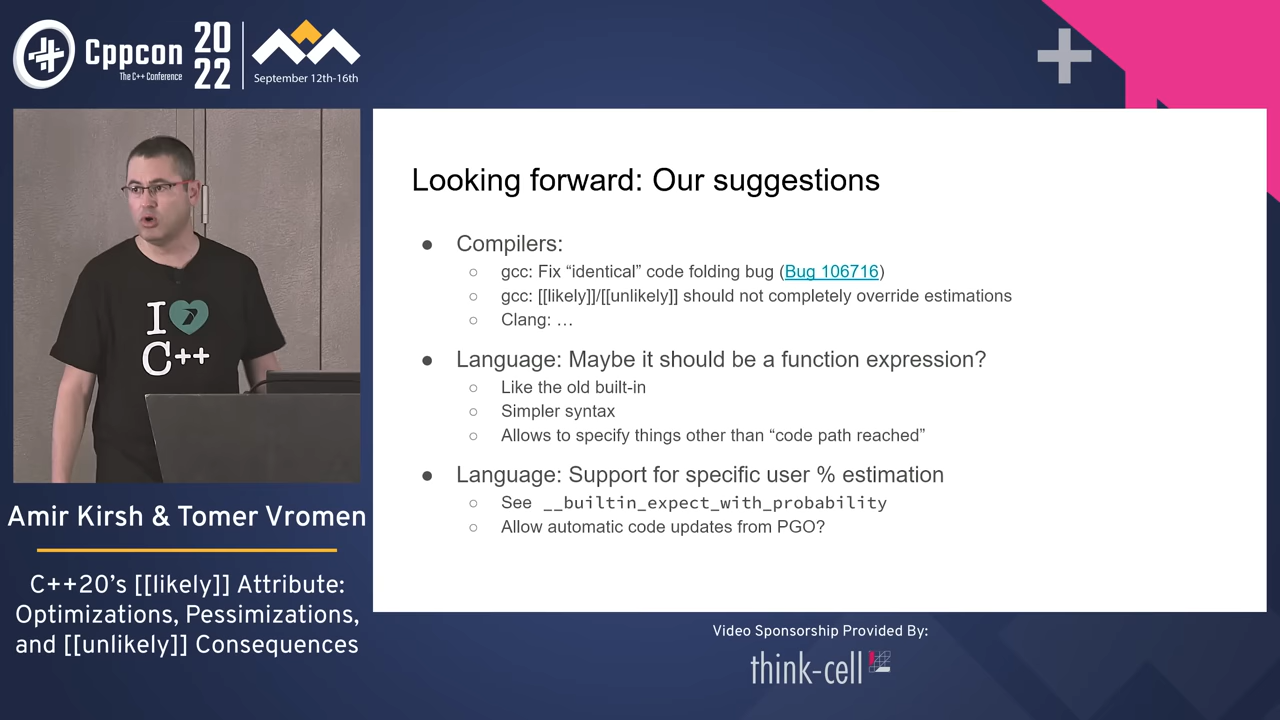 Cppcon
The C++ Conference
20
22
September 12th-16th
I
C++
Amir Kirsh & Tomer Vromen
C++20’s [[likely]] Attribute:
Optimizations, Pessimizations,
and [[unlikely]] Consequences
Looking forward: Our suggestions
● Compilers:
○ gcc: Fix “identical” code folding bug (Bug 106716)
○ gcc: [[likely]]/[[unlikely]] should not completely override estimations
○ Clang: …
● Language: Maybe it should be a function expression?
○ Like the old built-in
○ Simpler syntax
○ Allows to specify things other than “code path reached”
● Language: Support for specific user % estimation
○ See __builtin_expect_with_probability
○ Allow automatic code updates from PGO?
Video Sponsorship Provided By:
think-cell